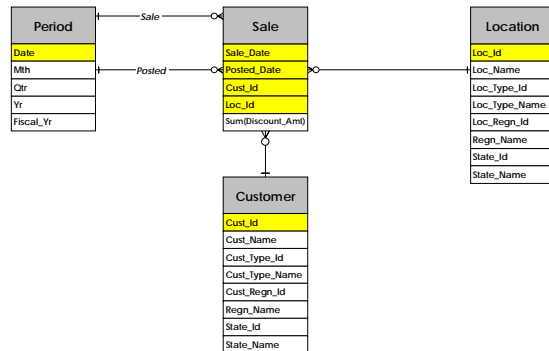 Period
Date
Mth
Qtr
Yr
Fiscal_Yr
Sale
Posted
Sale
Sale_Date
Posted_Date
Cust_Id
Loc_Id
Sum(Discount_Amt)
Location
Loc_Id
Loc_Name
Loc_Type_Id
Loc_Type_Name
Loc_Regn_Id
Regn_Name
State_Id
State_Name
Customer
Cust_Id
Cust_Name
Cust_Type_Id
Cust_Type_Name
Cust_Regn_Id
Regn_Name
State_Id
State_Name